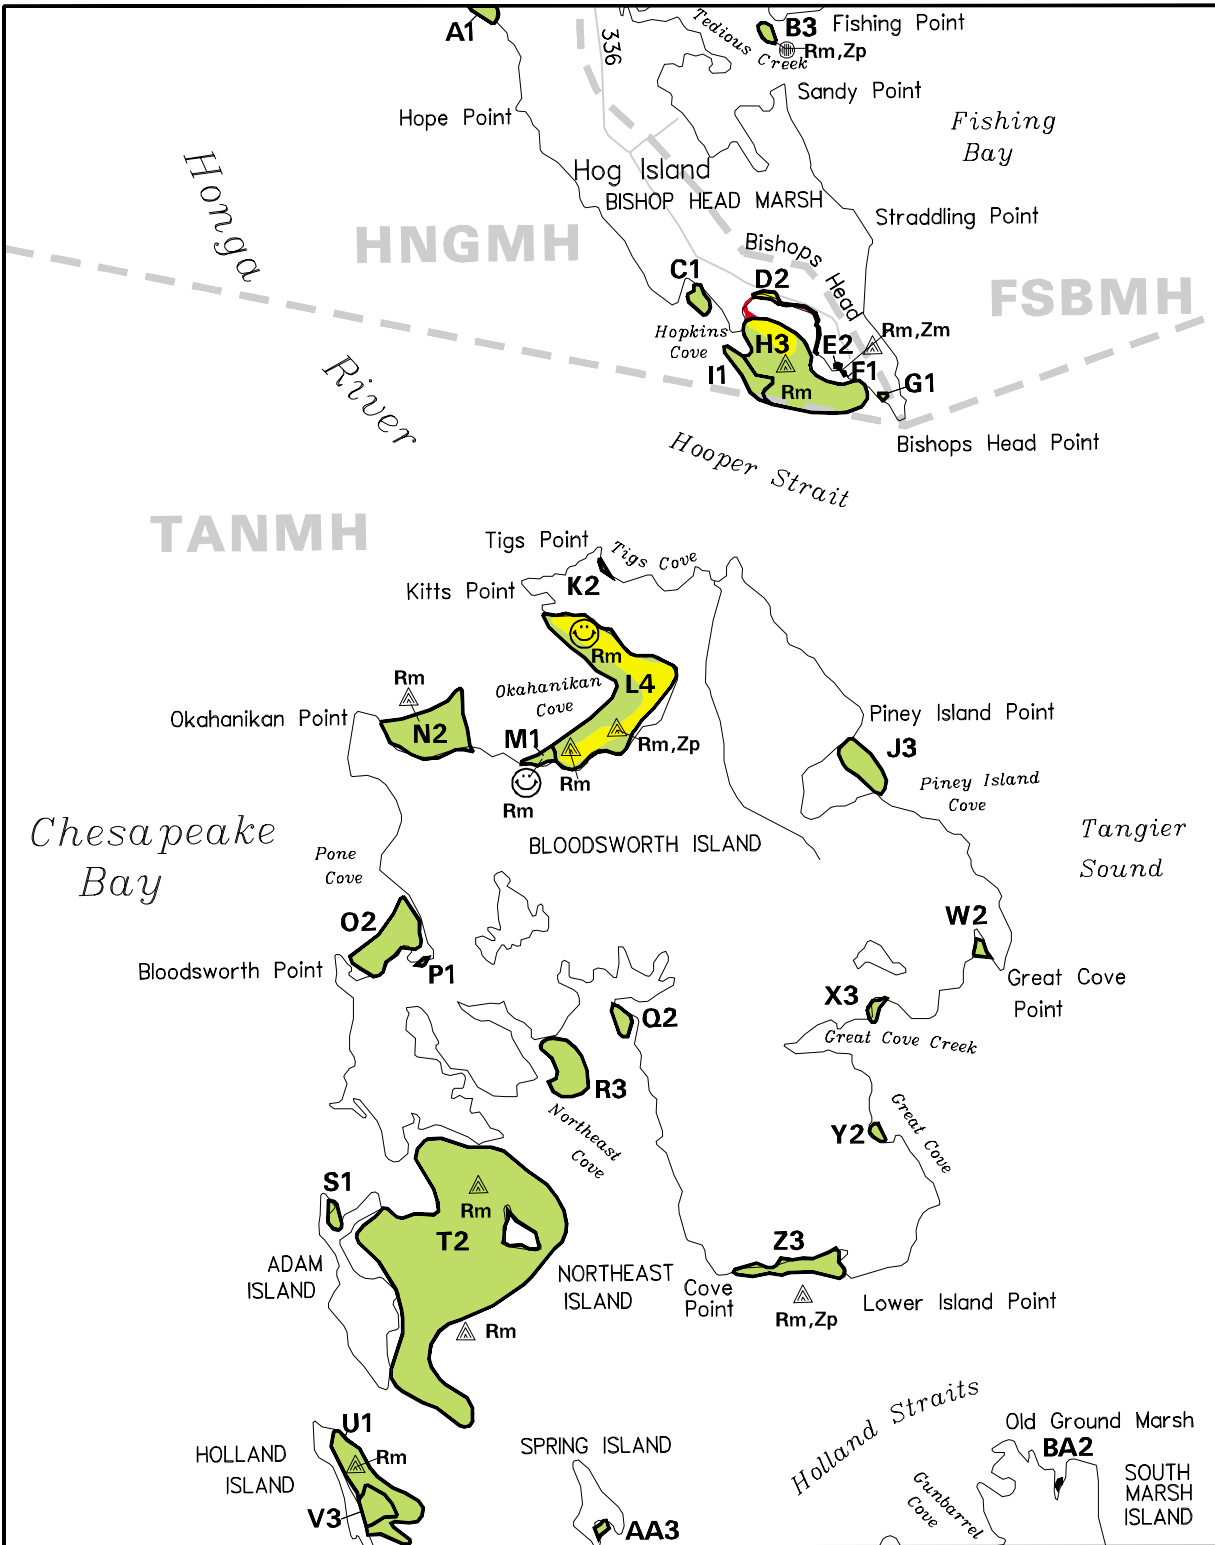 A1
336
Tedious
Creek
B3
Fishing Point
Rm,Zp
Sandy Point
Hope Point
Fishing
Bay
Honga
Hog Island
BISHOP HEAD MARSH
Straddling Point
HNGMH
Bishops Head
C1
D2
FSBMH
Hopkins
Cove
H3
E2
Rm,Zm
I1
F1
G1
Rm
River
Bishops Head Point
Hooper Strait
TANMH
Tigs Point
Tigs Cove
Kitts Point
K2
Rm
Rm
Okahanikan
Cove
L4
Okahanikan Point
N2
M1
Rm,Zp
Rm
Rm
Piney Island Point
J3
Piney Island
Cove
Chesapeake
Bay
BLOODSWORTH ISLAND
Tangier
Sound
Pone
Cove
O2
W2
Bloodsworth Point
P1
Great Cove
Point
X3
Q2
Great Cove Creek
R3
Northeast
Cove
Great Cove
Y2
S1
Rm
T2
Z3
ADAM
ISLAND
NORTHEAST
ISLAND
Cove
Point
Lower Island Point
Rm,Zp
Rm
Holland Straits
U1
Old Ground Marsh
BA2
HOLLAND
ISLAND
Rm
SPRING ISLAND
SOUTH
MARSH
ISLAND
Gunbarrel
Cove
V3
AA3